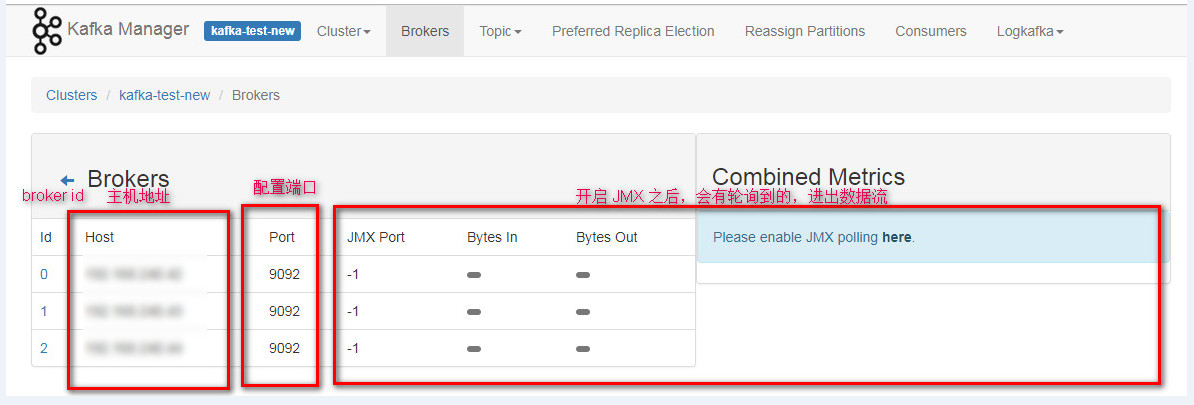 Kafka Manager kafka-test-new Cluster Brokers Topic Preferred Replica Election Reassign Partitions Consumers Logkafka
Clusters / kafka-test-new / Brokers
Brokers
Combined Metrics
broker id 主机地址 配置端口 开启 JMX 之后，会有轮询到的，进出数据流
Id Host Port JMX Port Bytes In Bytes Out
Please enable JMX polling here.
0 9092 -1
1 9092 -1
2 9092 -1